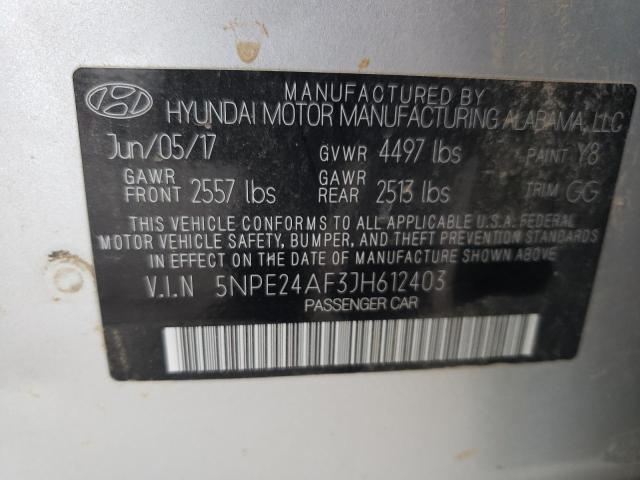 MANUFACTURED BY
HYUNDAI MOTOR MANUFACTURING ALABAMA, LLC
Jun/05/17 GVWR 4497 lbs PAINT Y8
GAWR FRONT 2557 lbs GAWR REAR 2513 lbs TRIM GG
THIS VEHICLE CONFORMS TO ALL APPLICABLE U.S.A. FEDERAL
MOTOR VEHICLE SAFETY, BUMPER, AND THEFT PREVENTION STANDARDS
IN EFFECT ON THE DATE OF MANUFACTURE SHOWN ABOVE
V.I.N 5NPE24AF3JH612403
PASSENGER CAR